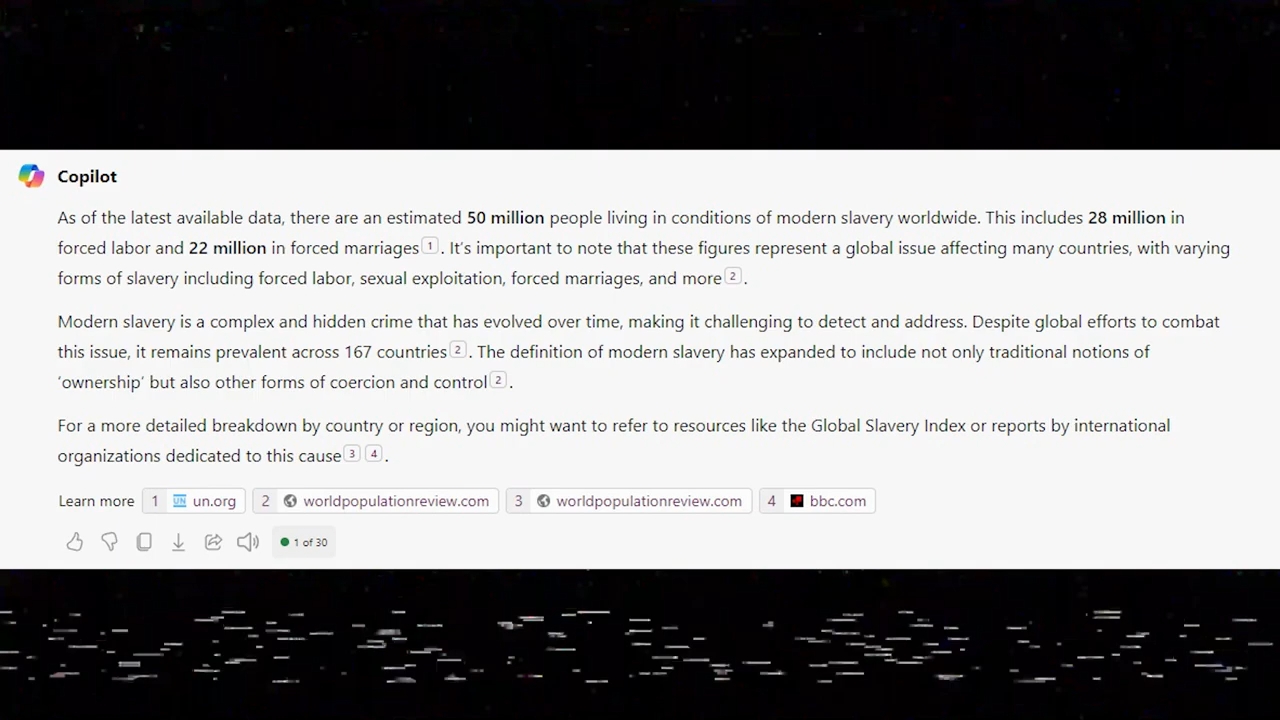 Copilot
As of the latest available data, there are an estimated 50 million people living in conditions of modern slavery worldwide. This includes 28 million in
forced labor and 22 million in forced marriages 1 . It's important to note that these figures represent a global issue affecting many countries, with varying
forms of slavery including forced labor, sexual exploitation, forced marriages, and more 2 .
Modern slavery is a complex and hidden crime that has evolved over time, making it challenging to detect and address. Despite global efforts to combat
this issue, it remains prevalent across 167 countries 2 . The definition of modern slavery has expanded to include not only traditional notions of
‘ownership’ but also other forms of coercion and control 2 .
For a more detailed breakdown by country or region, you might want to refer to resources like the Global Slavery Index or reports by international
organizations dedicated to this cause 3 4 .
Learn more 1 UN un.org 2 worldpopulationreview.com 3 worldpopulationreview.com 4 bbc.com
1 of 30